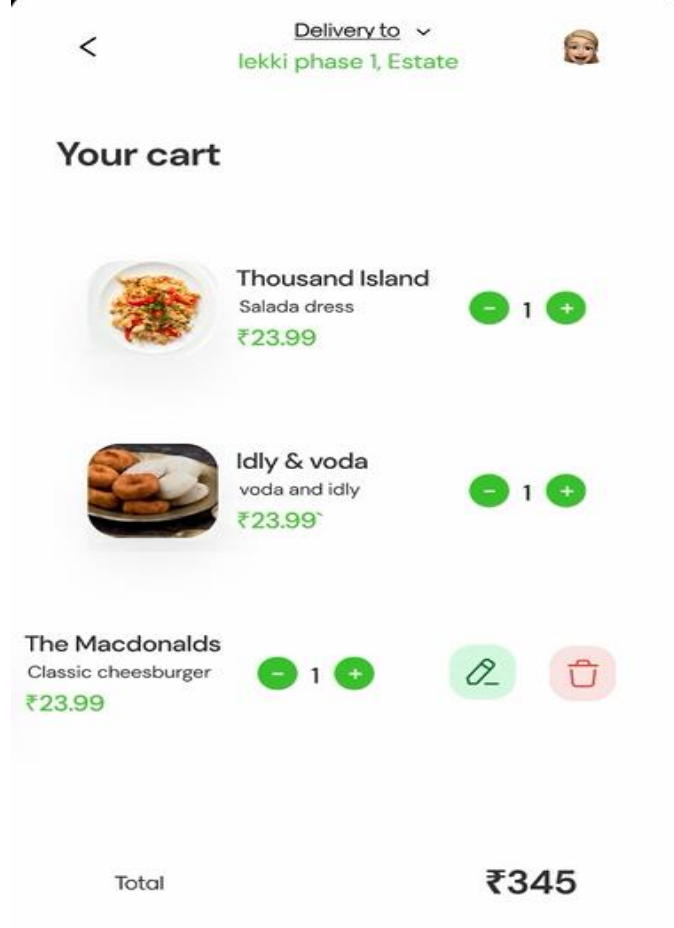 Delivery to
lekki phase 1, Estate
Your cart
Thousand Island
Salada dress
₹23.99
- 1 +
Idly & voda
voda and idly
₹23.99`
- 1 +
The Macdonalds
Classic cheesburger
₹23.99
- 1 +
Total
₹345